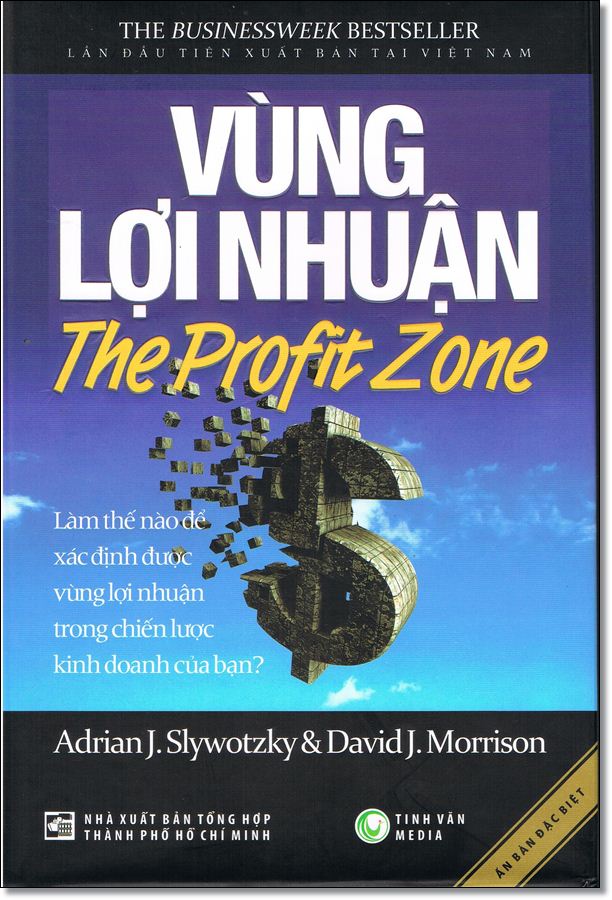 THE BUSINESSWEEK BESTSELLER
LẦN ĐẦU TIÊN XUẤT BẢN TẠI VIỆT NAM
VÙNG
LỢI NHUẬN
The Profit Zone
Làm thế nào để
xác định được
vùng lợi nhuận
trong chiến lược
kinh doanh của bạn?
Adrian J. Slywotzky & David J. Morrison
NHÀ XUẤT BẢN TỔNG HỢP
THÀNH PHỐ HỒ CHÍ MINH
TINH VĂN
MEDIA
ẤN BẢN ĐẶC BIỆT